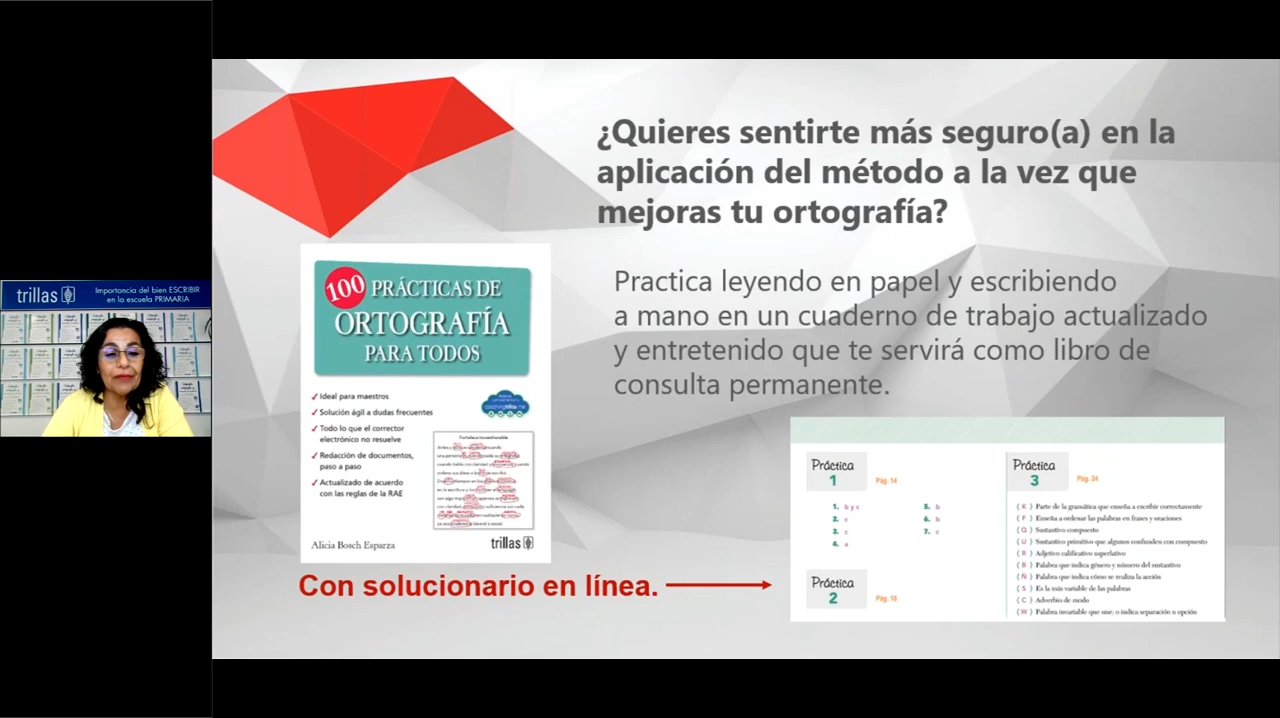 ¿Quieres sentirte más seguro(a) en la
aplicación del método a la vez que
mejoras tu ortografía?
Practica leyendo en papel y escribiendo
a mano en un cuaderno de trabajo actualizado
y entretenido que te servirá como libro de
consulta permanente.
100 PRÁCTICAS DE
ORTOGRAFÍA
PARA TODOS
✓ Ideal para maestros
✓ Solución ágil a dudas frecuentes
✓ Todo lo que el corrector
electrónico no resuelve
✓ Redacción de documentos,
paso a paso
✓ Actualizado de acuerdo
con las reglas de la RAE
Alicia Bosch Esparza
trillas
Con solucionario en línea.
Práctica
1
Pág. 14
1. b y c
2. c
3. c
4. a
5. b
6. b
7. c
Práctica
2
Pág. 18
Práctica
3
Pág. 24
( K ) Parte de la gramática que enseña a escribir correctamente
( F ) Enseña a ordenar las palabras en frases y oraciones
( Q ) Sustantivo compuesto
( U ) Sustantivo primitivo que algunos confunden con compuesto
( R ) Adjetivo calificativo superlativo
( B ) Palabra que indica género y número del sustantivo
( Ñ ) Palabra que indica cómo se realiza la acción
( S ) Es la más variable de las palabras
( C ) Adverbio de modo
( W ) Palabra invariable que une, o indica separación u opción
trillas
Importancia del bien ESCRIBIR
en la escuela PRIMARIA